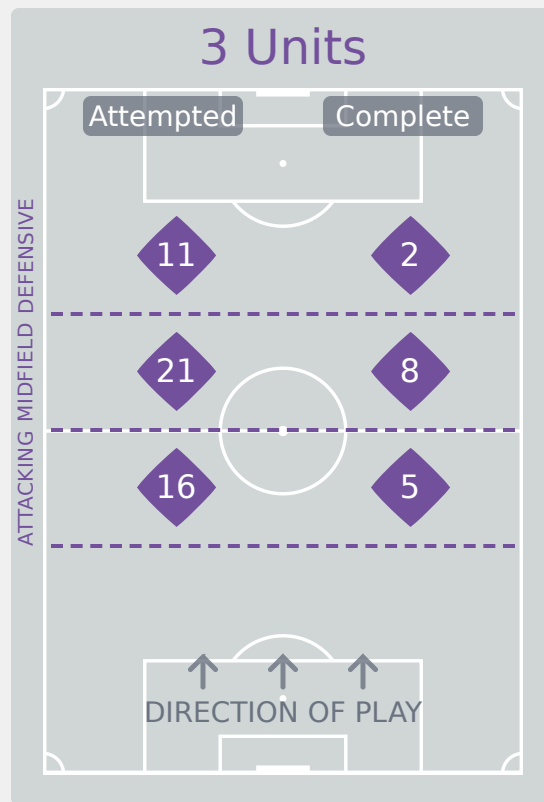 3 Units
Attempted Complete
ATTACKING MIDFIELD DEFENSIVE
11 2
21 8
16 5
DIRECTION OF PLAY